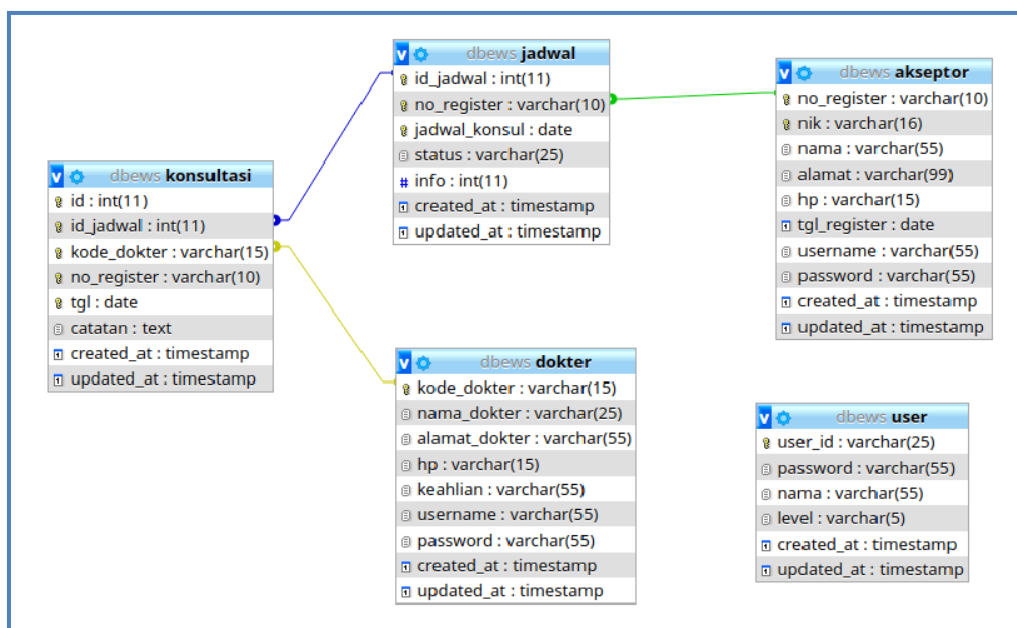 dbews jadwal
id_jadwal : int(11)
no_register : varchar(10)
jadwal_konsul : date
status : varchar(25)
# info : int(11)
created_at : timestamp
updated_at : timestamp
dbews akseptor
no_register : varchar(10)
nik : varchar(16)
nama : varchar(55)
alamat : varchar(99)
hp : varchar(15)
tgl_register : date
username : varchar(55)
password : varchar(55)
created_at : timestamp
updated_at : timestamp
dbews konsultasi
id : int(11)
id_jadwal : int(11)
kode_dokter : varchar(15)
no_register : varchar(10)
tgl : date
catatan : text
created_at : timestamp
updated_at : timestamp
dbews dokter
kode_dokter : varchar(15)
nama_dokter : varchar(25)
alamat_dokter : varchar(55)
hp : varchar(15)
keahlian : varchar(55)
username : varchar(55)
password : varchar(55)
created_at : timestamp
updated_at : timestamp
dbews user
user_id : varchar(25)
password : varchar(55)
nama : varchar(55)
level : varchar(5)
created_at : timestamp
updated_at : timestamp